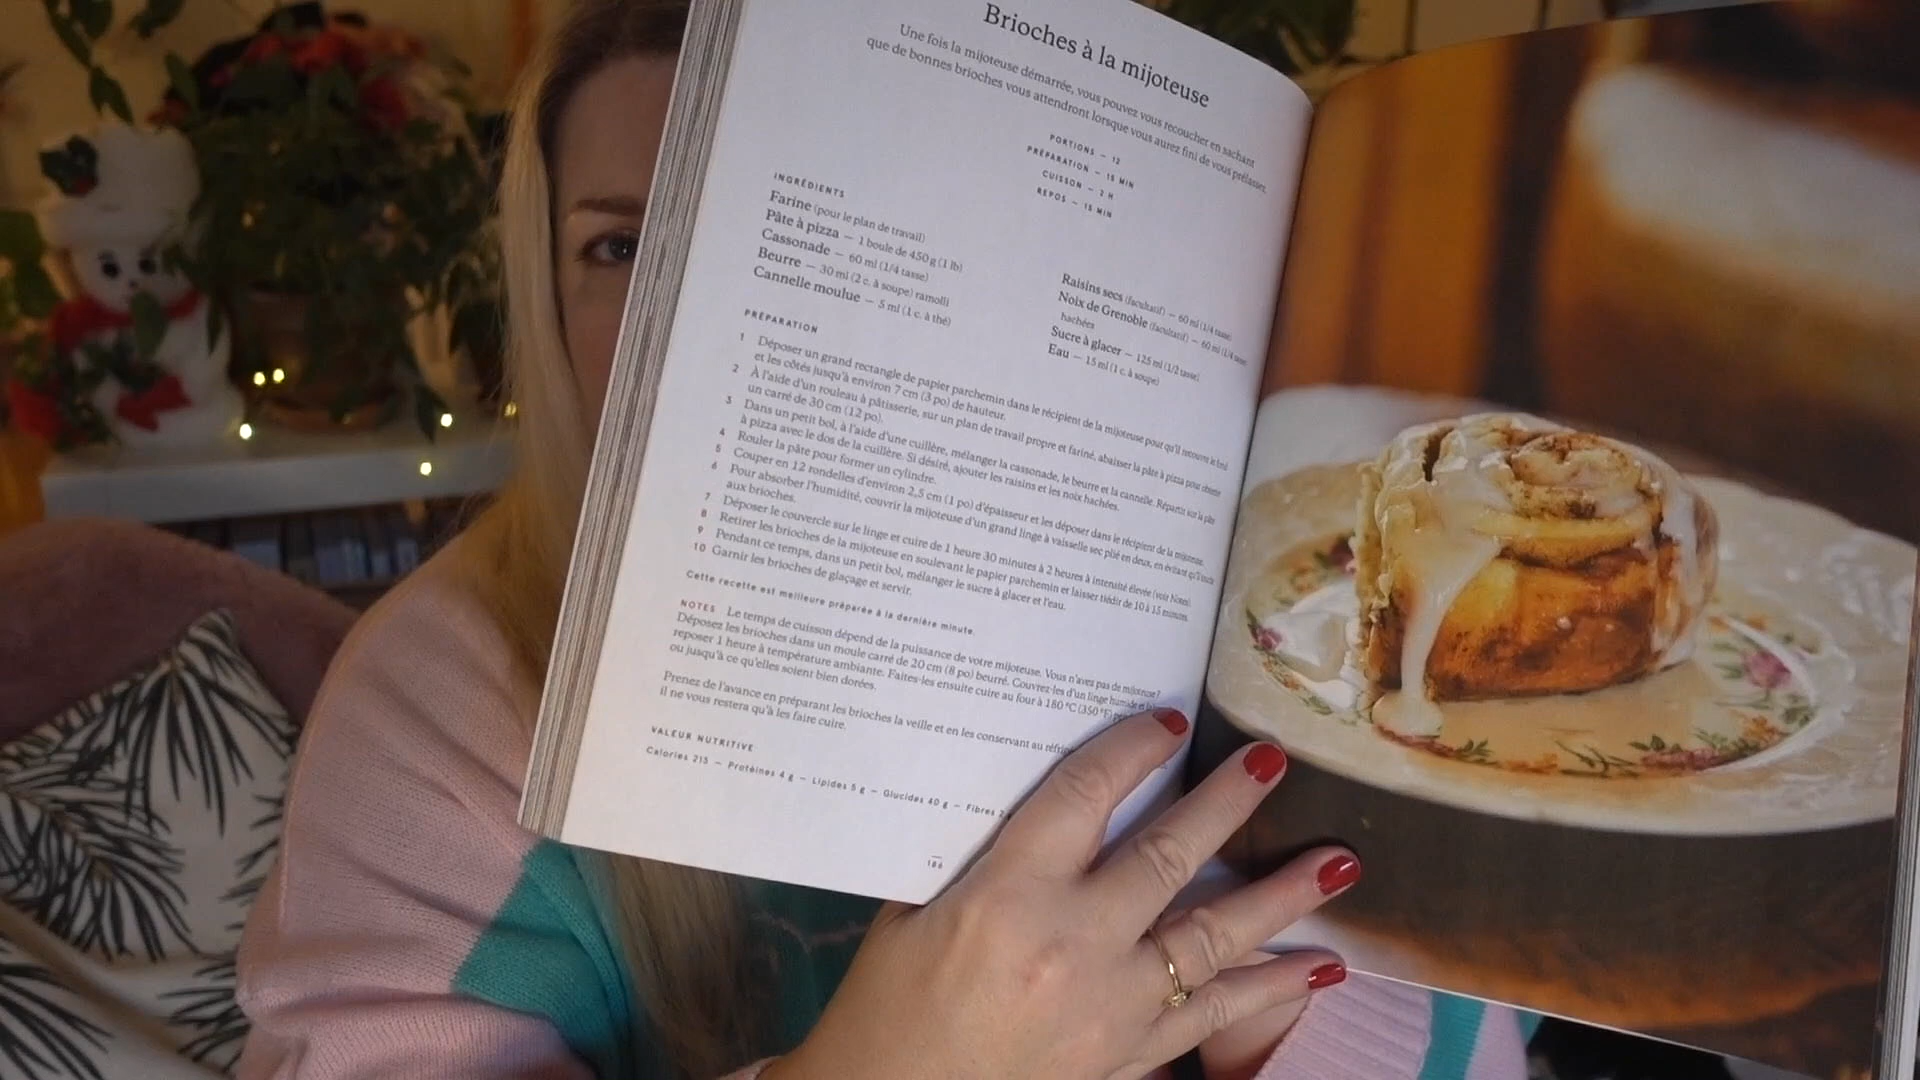 Brioches à la mijoteuse
Une fois la mijoteuse démarrée, vous pouvez vous recoucher en sachant
que de bonnes brioches vous attendront lorsque vous aurez fini de vous prélasser.
PORTIONS – 12
PRÉPARATION – 15 MIN
CUISSON – 2 H
REPOS – 15 MIN
INGRÉDIENTS
Farine (pour le plan de travail)
Pâte à pizza – 1 boule de 450 g (1 lb)
Cassonade – 60 ml (1/4 tasse)
Beurre – 30 ml (2 c. à soupe) ramolli
Cannelle moulue – 5 ml (1 c. à thé)
Raisins secs (facultatif) – 60 ml (1/4 tasse)
Noix de Grenoble (facultatif) – 60 ml (1/4 tasse)
hachées
Sucre à glacer – 125 ml (1/2 tasse)
Eau – 15 ml (1 c. à soupe)
PRÉPARATION
1 Déposer un grand rectangle de papier parchemin dans le récipient de la mijoteuse pour qu'il recouvre le fond
et les côtés jusqu'à environ 7 cm (3 po) de hauteur.
2 À l'aide d'un rouleau à pâtisserie, sur un plan de travail propre et fariné, abaisser la pâte à pizza pour obtenir
un carré de 30 cm (12 po).
3 Dans un petit bol, à l'aide d'une cuillère, mélanger la cassonade, le beurre et la cannelle. Répartir sur la pâte
à pizza avec le dos de la cuillère. Si désiré, ajouter les raisins et les noix hachées.
4 Rouler la pâte pour former un cylindre.
5 Couper en 12 rondelles d'environ 2,5 cm (1 po) d'épaisseur et les déposer dans le récipient de la mijoteuse.
6 Pour absorber l'humidité, couvrir la mijoteuse d'un grand linge à vaisselle sec plié en deux, en évitant qu'il touche
aux brioches.
7 Déposer le couvercle sur le linge et cuire de 1 heure 30 minutes à 2 heures à intensité élevée (voir Notes).
8 Retirer les brioches de la mijoteuse en soulevant le papier parchemin et laisser tiédir de 10 à 15 minutes.
9 Pendant ce temps, dans un petit bol, mélanger le sucre à glacer et l'eau.
10 Garnir les brioches de glaçage et servir.
Cette recette est meilleure préparée à la dernière minute.
NOTES Le temps de cuisson dépend de la puissance de votre mijoteuse. Vous n'avez pas de mijoteuse?
Déposez les brioches dans un moule carré de 20 cm (8 po) beurré. Couvrez-les d'un linge humide et
reposer 1 heure à température ambiante. Faites-les ensuite cuire au four à 180 °C (350 °F)
ou jusqu'à ce qu'elles soient bien dorées.
Prenez de l'avance en préparant les brioches la veille et en les conservant au
il ne vous restera qu'à les faire cuire.
VALEUR NUTRITIVE
Calories 215 – Protéines 4 g – Lipides 5 g – Glucides 40 g – Fibres 2
186